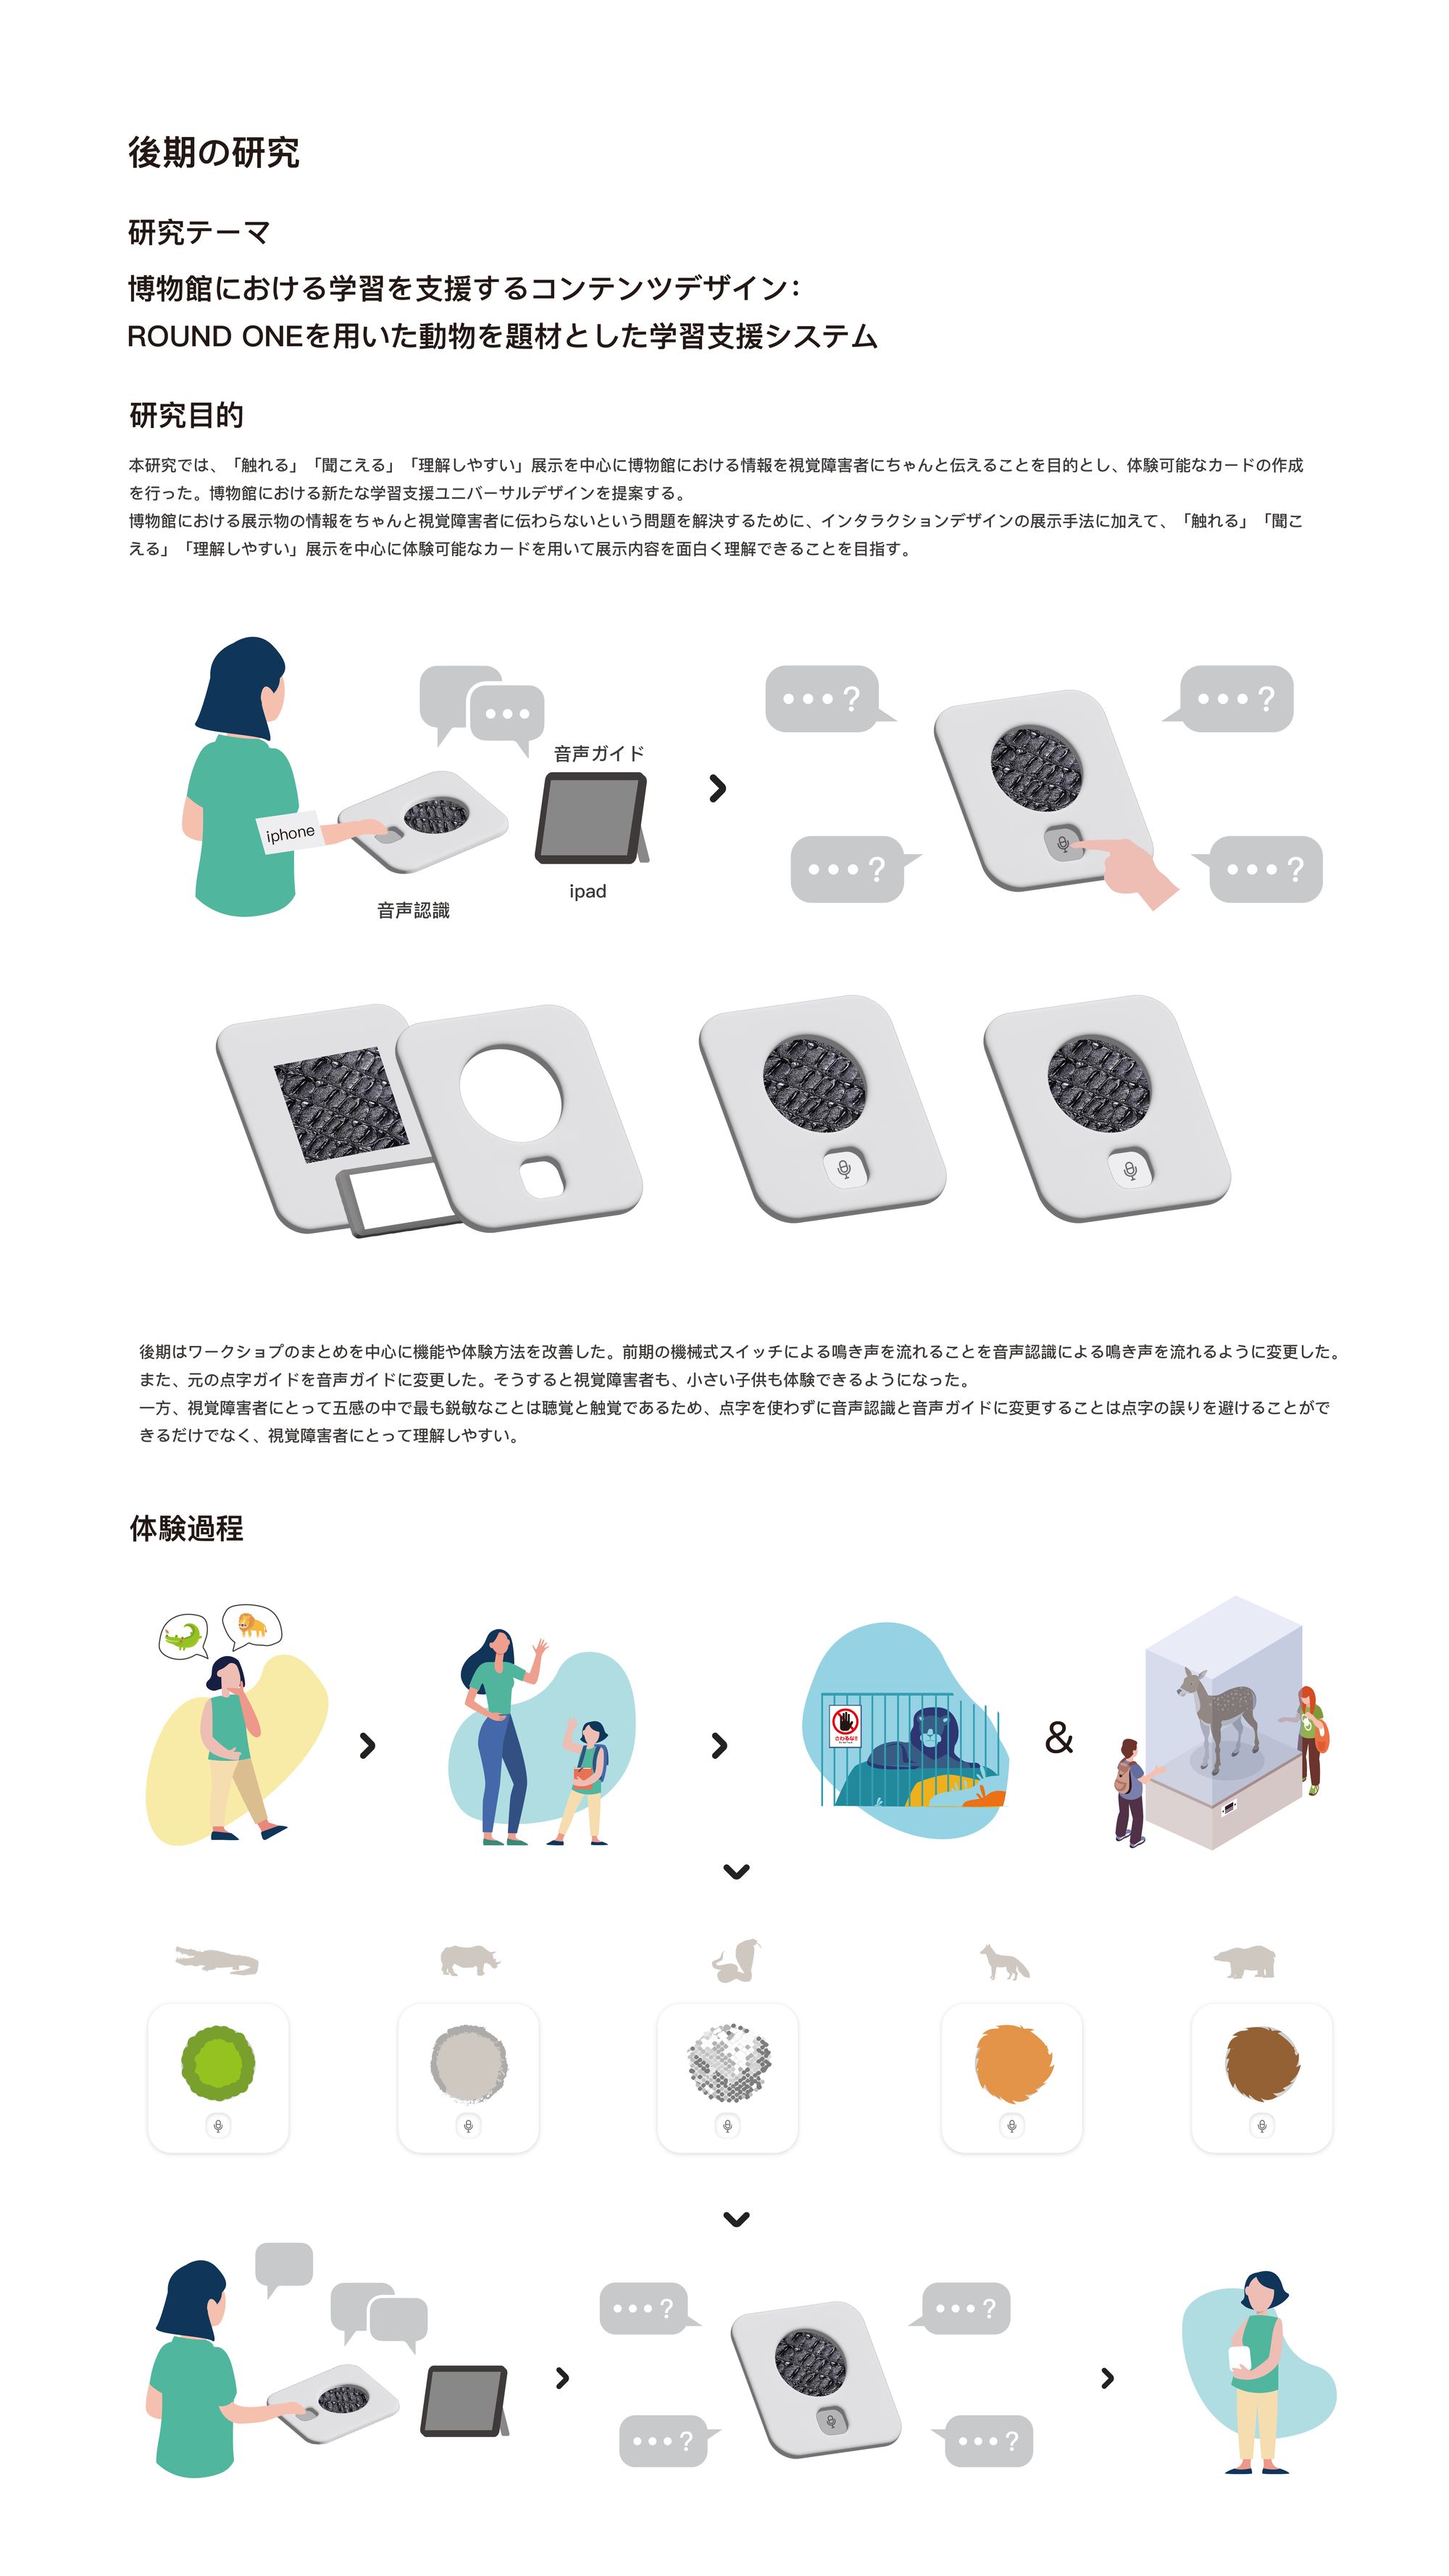 後期の研究
研究テーマ
博物館における学習を支援するコンテンツデザイン：
ROUND ONEを用いた動物を題材とした学習支援システム
研究目的
本研究では、「触れる」「聞こえる」「理解しやすい」展示を中心に博物館における情報を視覚障害者にちゃんと伝えることを目的とし、体験可能なカードの作成
を行った。博物館における新たな学習支援ユニバーサルデザインを提案する。
博物館における展示物の情報をちゃんと視覚障害者に伝わらないという問題を解決するために、インタラクションデザインの展示手法に加えて、「触れる」「聞こ
える」「理解しやすい」展示を中心に体験可能なカードを用いて展示内容を面白く理解できることを目指す。
...?
...?
...
音声ガイド
iphone
...?
...?
ipad
音声認識
後期はワークショップのまとめを中心に機能や体験方法を改善した。前期の機械式スイッチによる鳴き声を流れることを音声認識による鳴き声を流れるように変更した。
また、元の点字ガイドを音声ガイドに変更した。そうすると視覚障害者も、小さい子供も体験できるようになった。
一方、視覚障害者にとって五感の中で最も鋭敏なことは聴覚と触覚であるため、点字を使わずに音声認識と音声ガイドに変更することは点字の誤りを避けることがで
きるだけでなく、視覚障害者にとって理解しやすい。
体験過程
さわるな!!
&
...?
...?
...?
...?